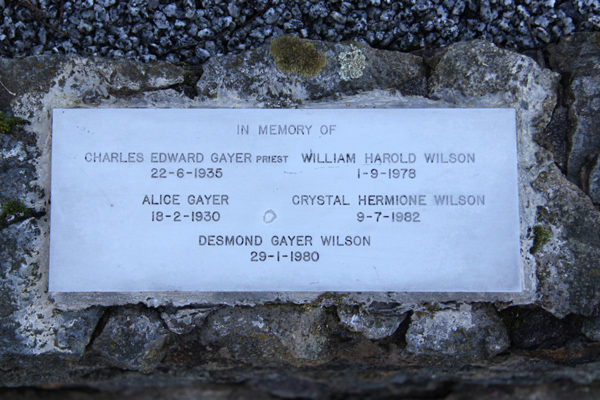 IN MEMORY OF
CHARLES EDWARD GAYER PRIEST WILLIAM HAROLD WILSON
22-6-1935 1-9-1978
ALICE GAYER CRYSTAL HERMIONE WILSON
18-2-1930 9-7-1982
DESMOND GAYER WILSON
29-1-1980